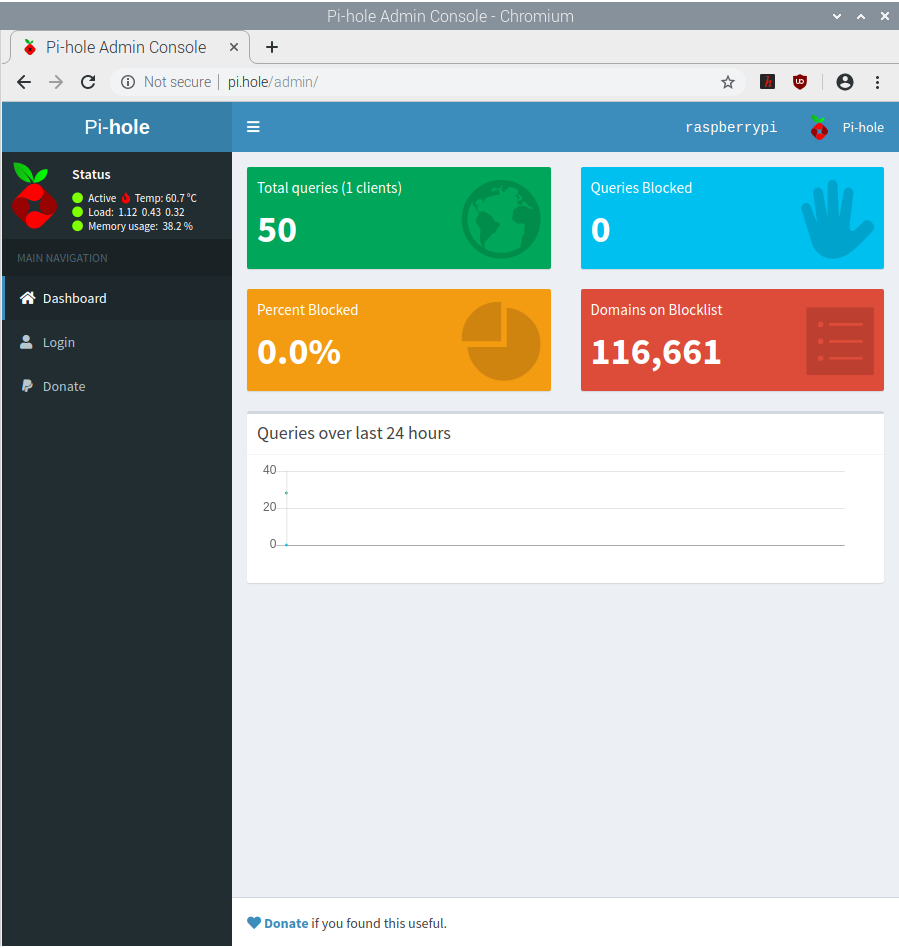 Pi-hole Admin Console - Chromium
Pi-hole Admin Console
Not secure | pi.hole/admin/
Pi-hole
raspberrypi
Pi-hole
Status
Active Temp: 60.7 °C
Load: 1.12 0.43 0.32
Memory usage: 38.2 %
MAIN NAVIGATION
Dashboard
Login
Donate
Total queries (1 clients)
50
Queries Blocked
0
Percent Blocked
0.0%
Domains on Blocklist
116,661
Queries over last 24 hours
40
20
0
Donate if you found this useful.